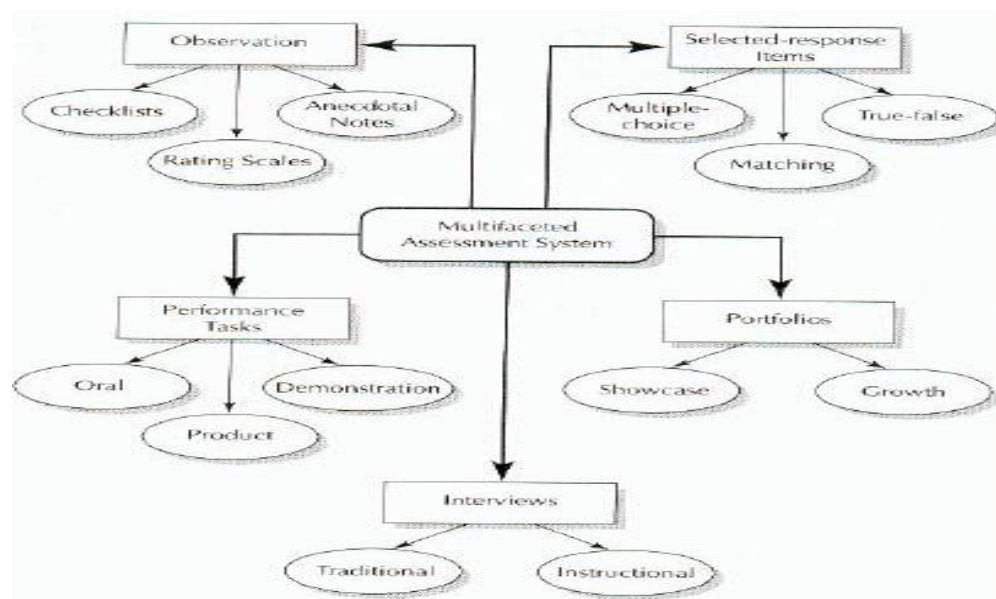 Observation
Selected-response
Items
Checklists
Anecdotal
Notes
Rating Scales
Multiple-
choice
True-false
Matching
Multifaceted
Assessment System
Performance
Tasks
Oral
Demonstration
Product
Portfolios
Showcase
Growth
Interviews
Traditional
Instructional